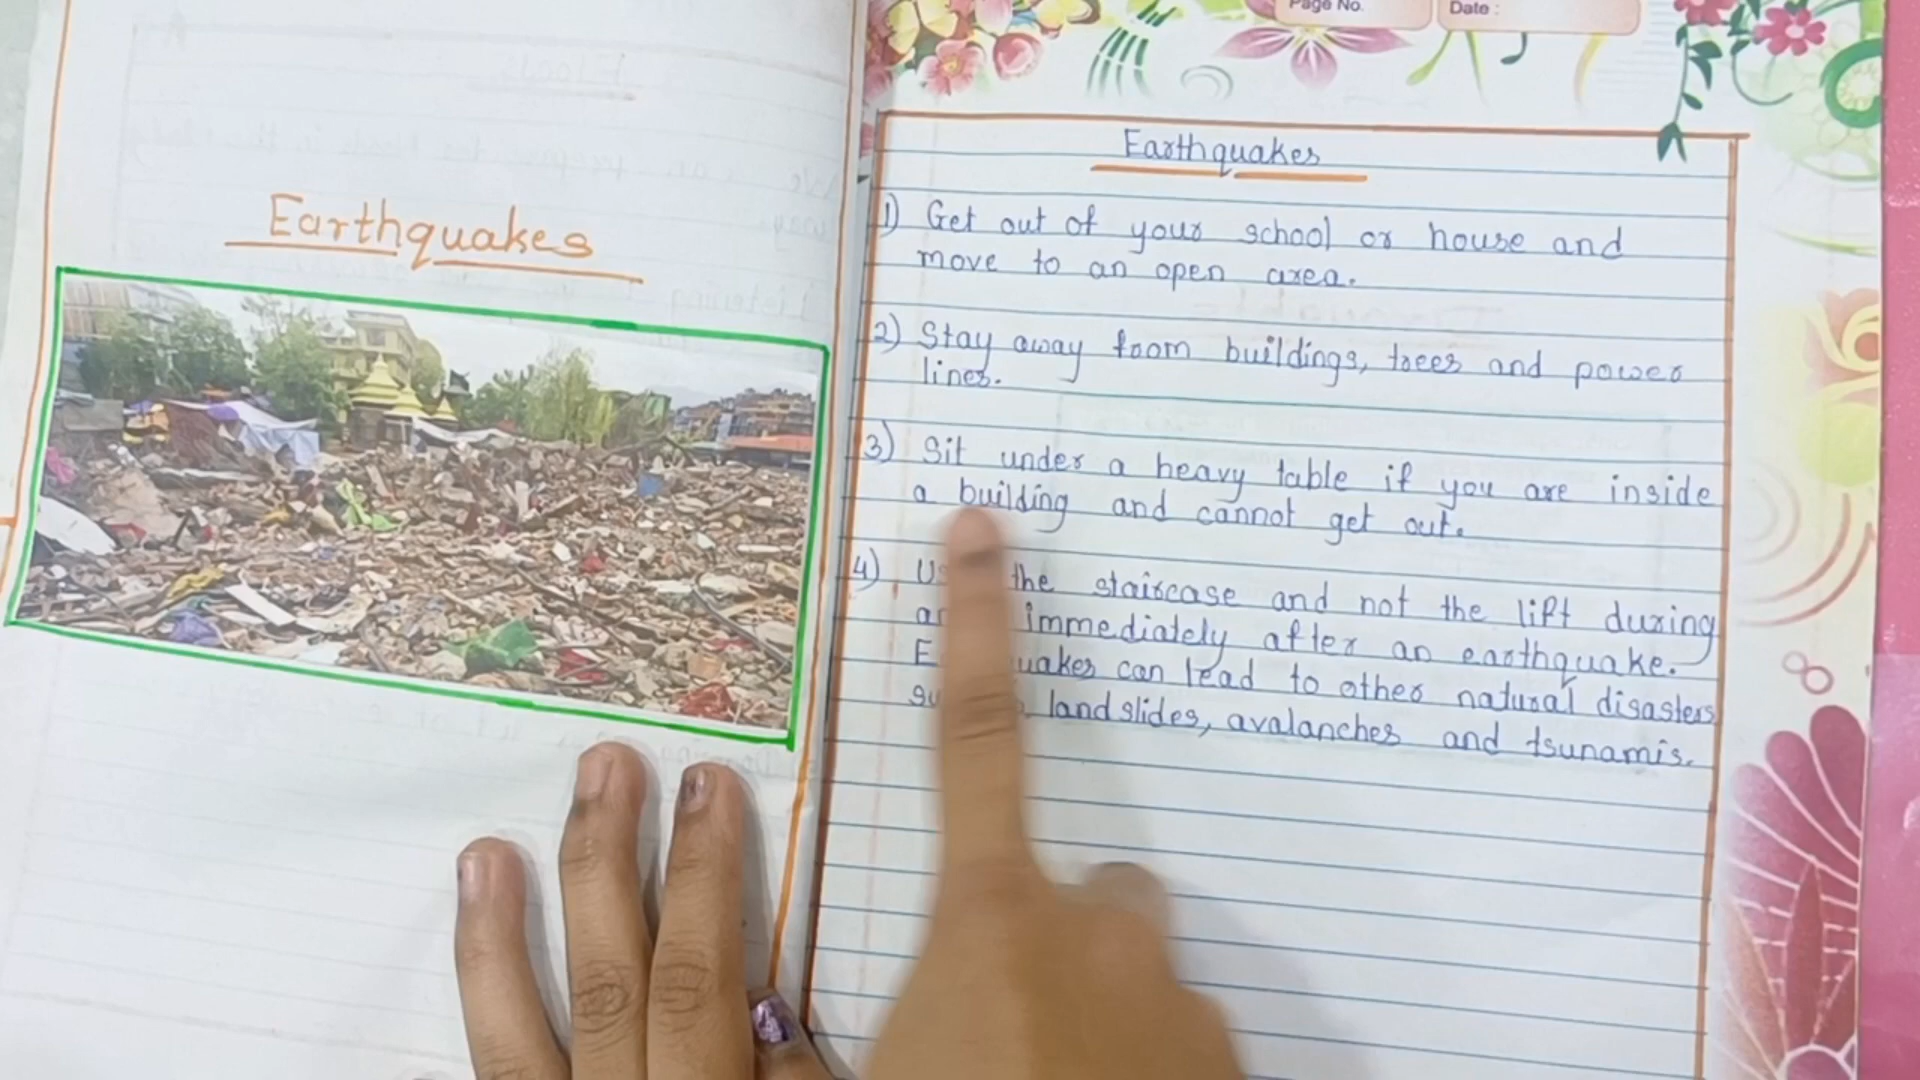 Earthquakes
Page No.
Date :
Earthquakes
1) Get out of your school or house and
move to an open area.
2) Stay away from buildings, trees and power
lines.
3) Sit under a heavy table if you are inside
a building and cannot get out.
4) the staircase and not the lift during
immediately after an earthquake.
can lead to other natural disasters
landslides, avalanches and tsunamis.